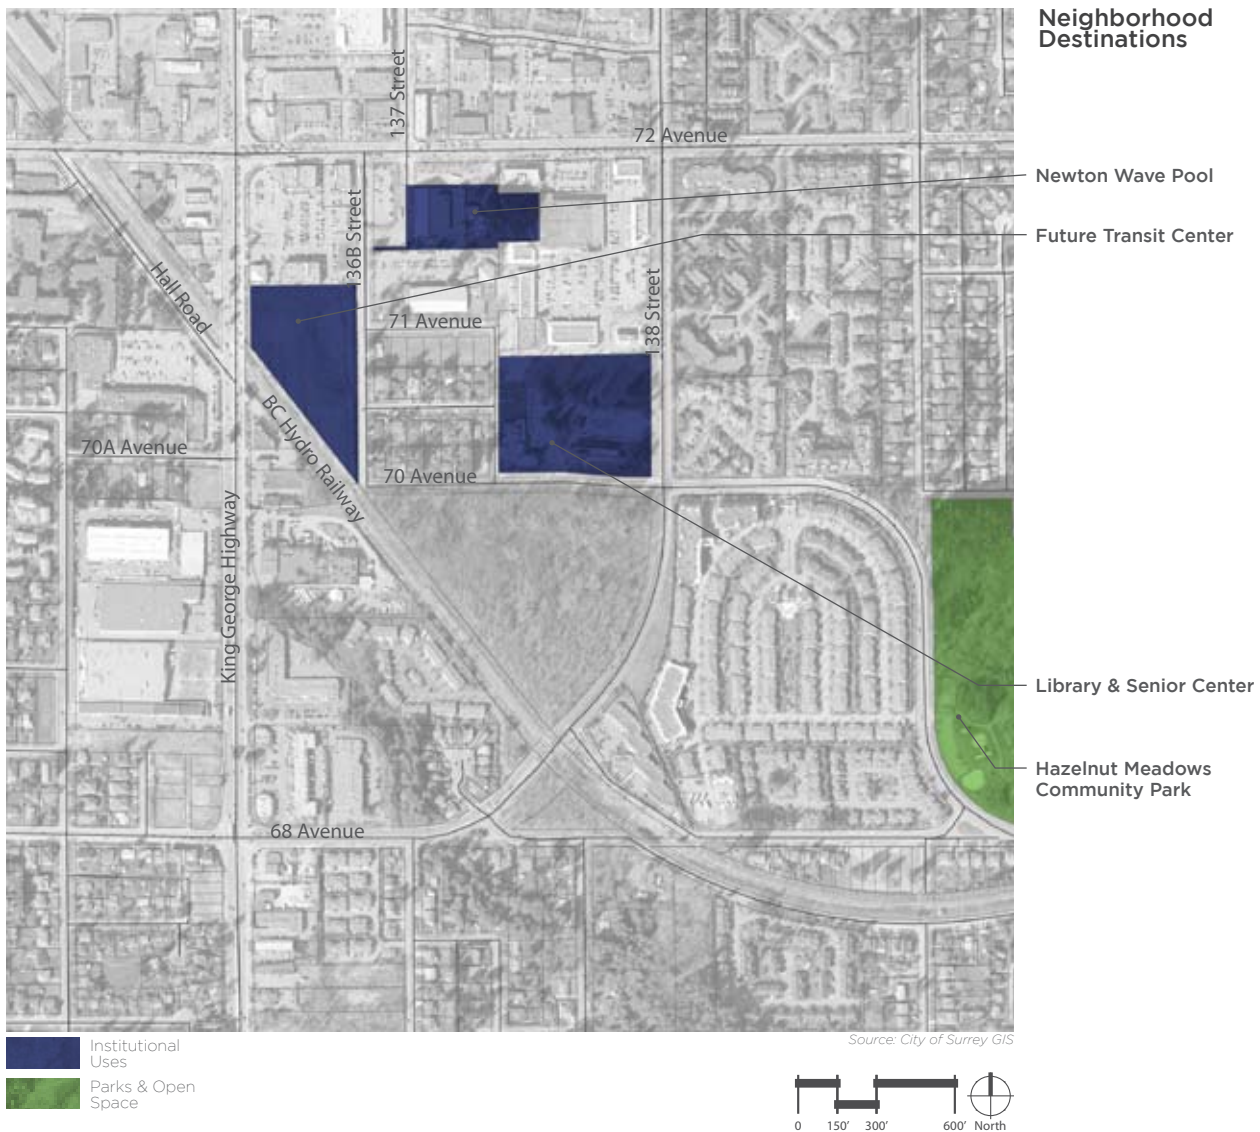 Neighborhood
Destinations
137 Street
72 Avenue
Newton Wave Pool
136B Street
Future Transit Center
Hall Road
138 Street
71 Avenue
BC Hydro Railway
70A Avenue
70 Avenue
King George Highway
Library & Senior Center
Hazelnut Meadows
Community Park
68 Avenue
Source: City of Surrey GIS
Institutional
Uses
Parks & Open
Space
0 150' 300' 600' North